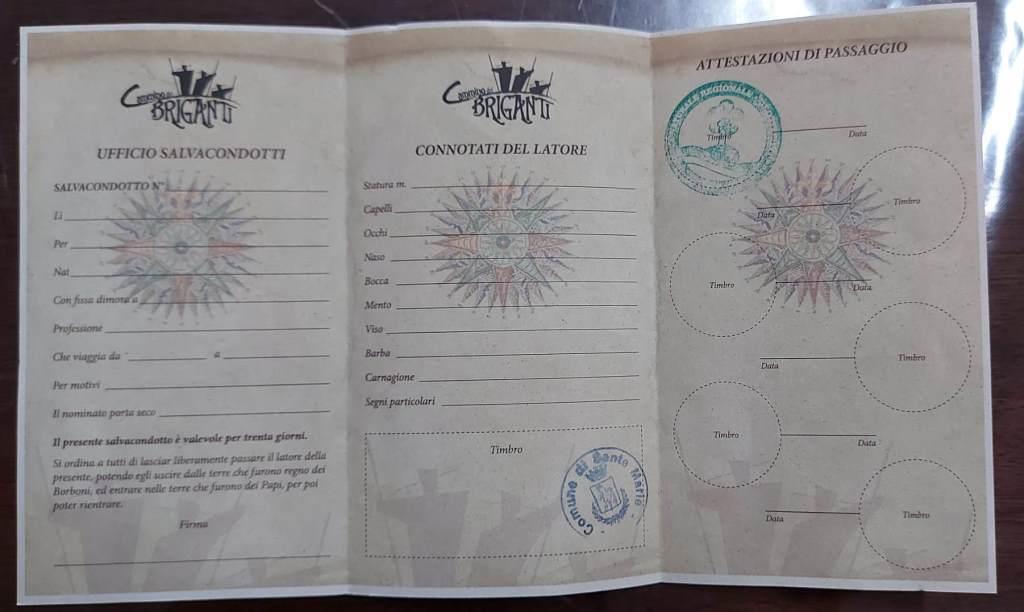 Cammino dei
BRIGANTI
UFFICIO SALVACONDOTTI
SALVACONDOTTO N°
Lì
Per
Nat
Con fissa dimora a
Professione
Che viaggia da a
Per motivi
Il nominato porta seco
Il presente salvacondotto è valevole per trenta giorni.
Si ordina a tutti di lasciar liberamente passare il latore della
presente, potendo egli uscire dalle terre che furono regno dei
Borboni, ed entrare nelle terre che furono dei Papi, per poi
poter rientrare.
Firma
Cammino dei
BRIGANTI
CONNOTATI DEL LATORE
Statura m.
Capelli
Occhi
Naso
Bocca
Mento
Viso
Barba
Carnagione
Segni particolari
Timbro
Comune di Sante Marie
ATTESTAZIONI DI PASSAGGIO
REGIONALE
Timbro
Data
Timbro
Data
Timbro
Data
Timbro
Data
Timbro
Data
Timbro
Data